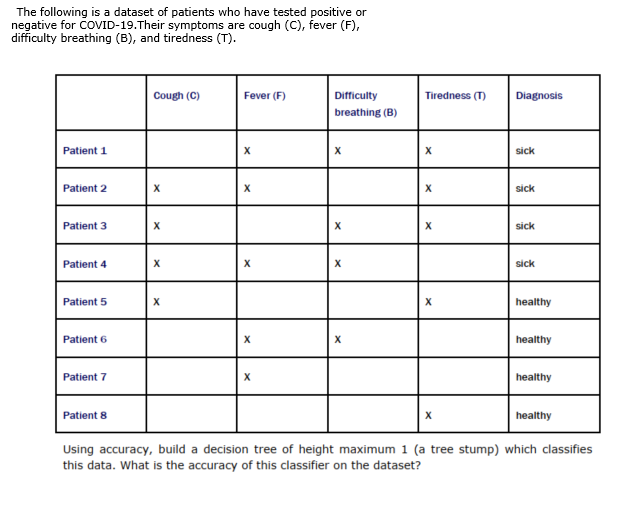 The following is a dataset of patients who have tested positive or
negative for COVID-19.Their symptoms are cough (C), fever (F),
difficulty breathing (B), and tiredness (T).
Cough (C) Fever (F) Difficulty breathing (B) Tiredness (T) Diagnosis
Patient 1 X X X sick
Patient 2 X X X sick
Patient 3 X X X sick
Patient 4 X X X sick
Patient 5 X X healthy
Patient 6 X X healthy
Patient 7 X healthy
Patient 8 X healthy
Using accuracy, build a decision tree of height maximum 1 (a tree stump) which classifies
this data. What is the accuracy of this classifier on the dataset?